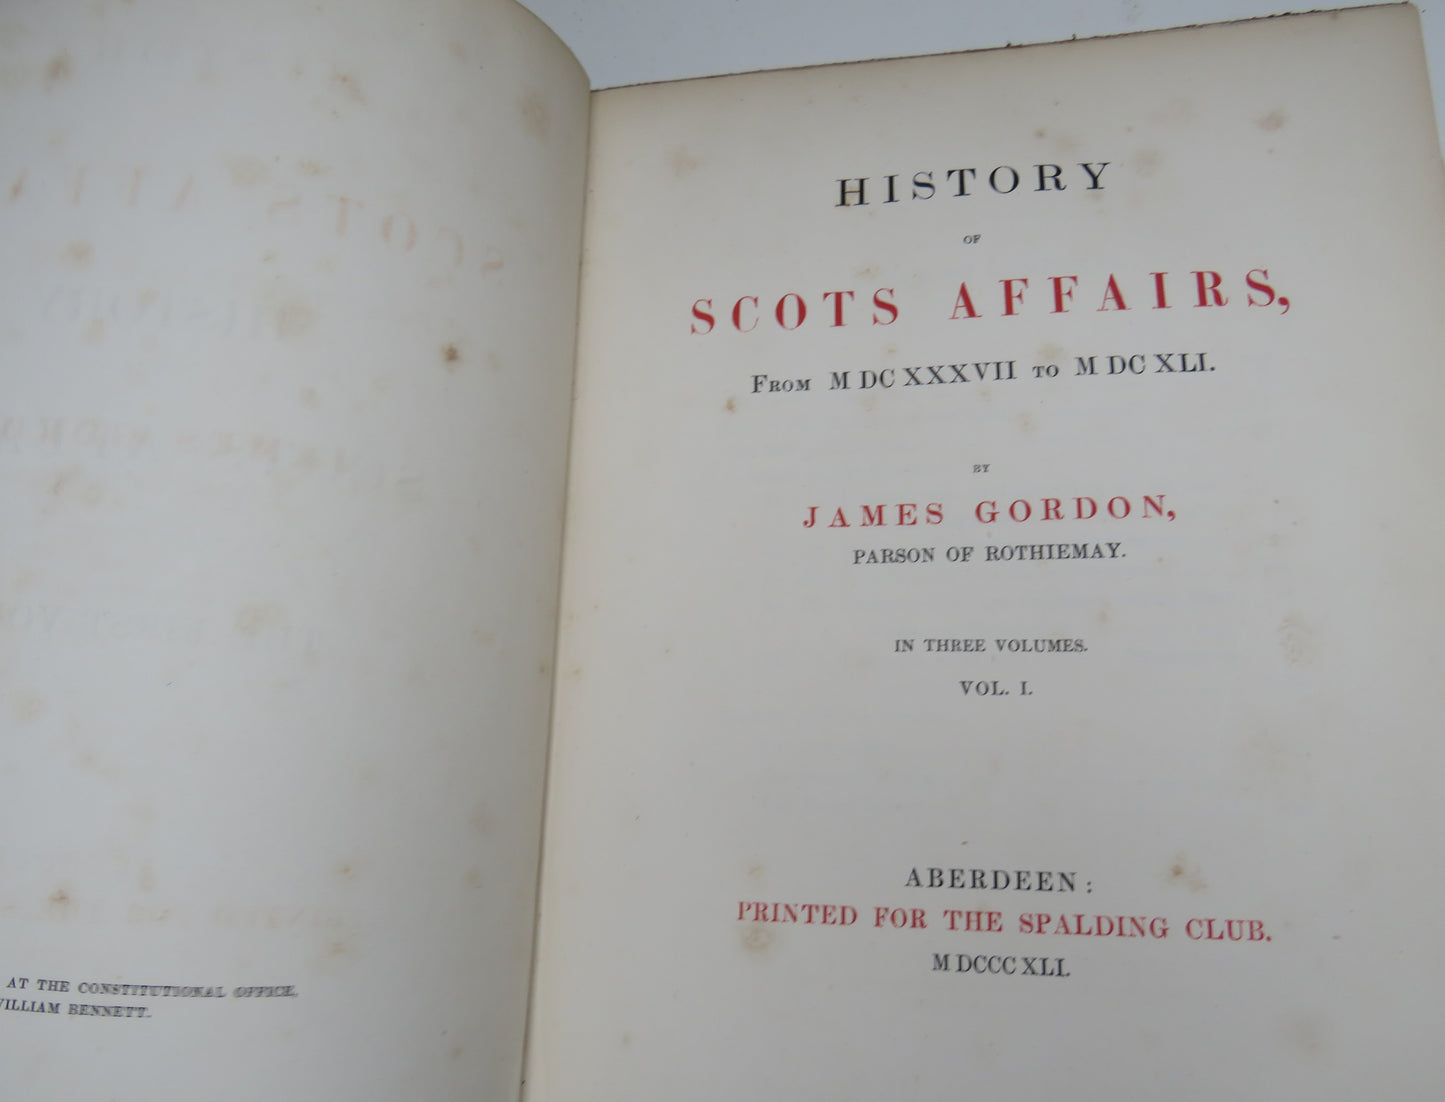 AT THE CONSTITUTIONAL OFFICE,
WILLIAM BENNETT.
HISTORY
OF
SCOTS AFFAIRS,
FROM M DC XXXVII TO M DC XLI.
BY
JAMES GORDON,
PARSON OF ROTHIEMAY.
IN THREE VOLUMES.
VOL. I.
ABERDEEN:
PRINTED FOR THE SPALDING CLUB.
M DCCC XLI.